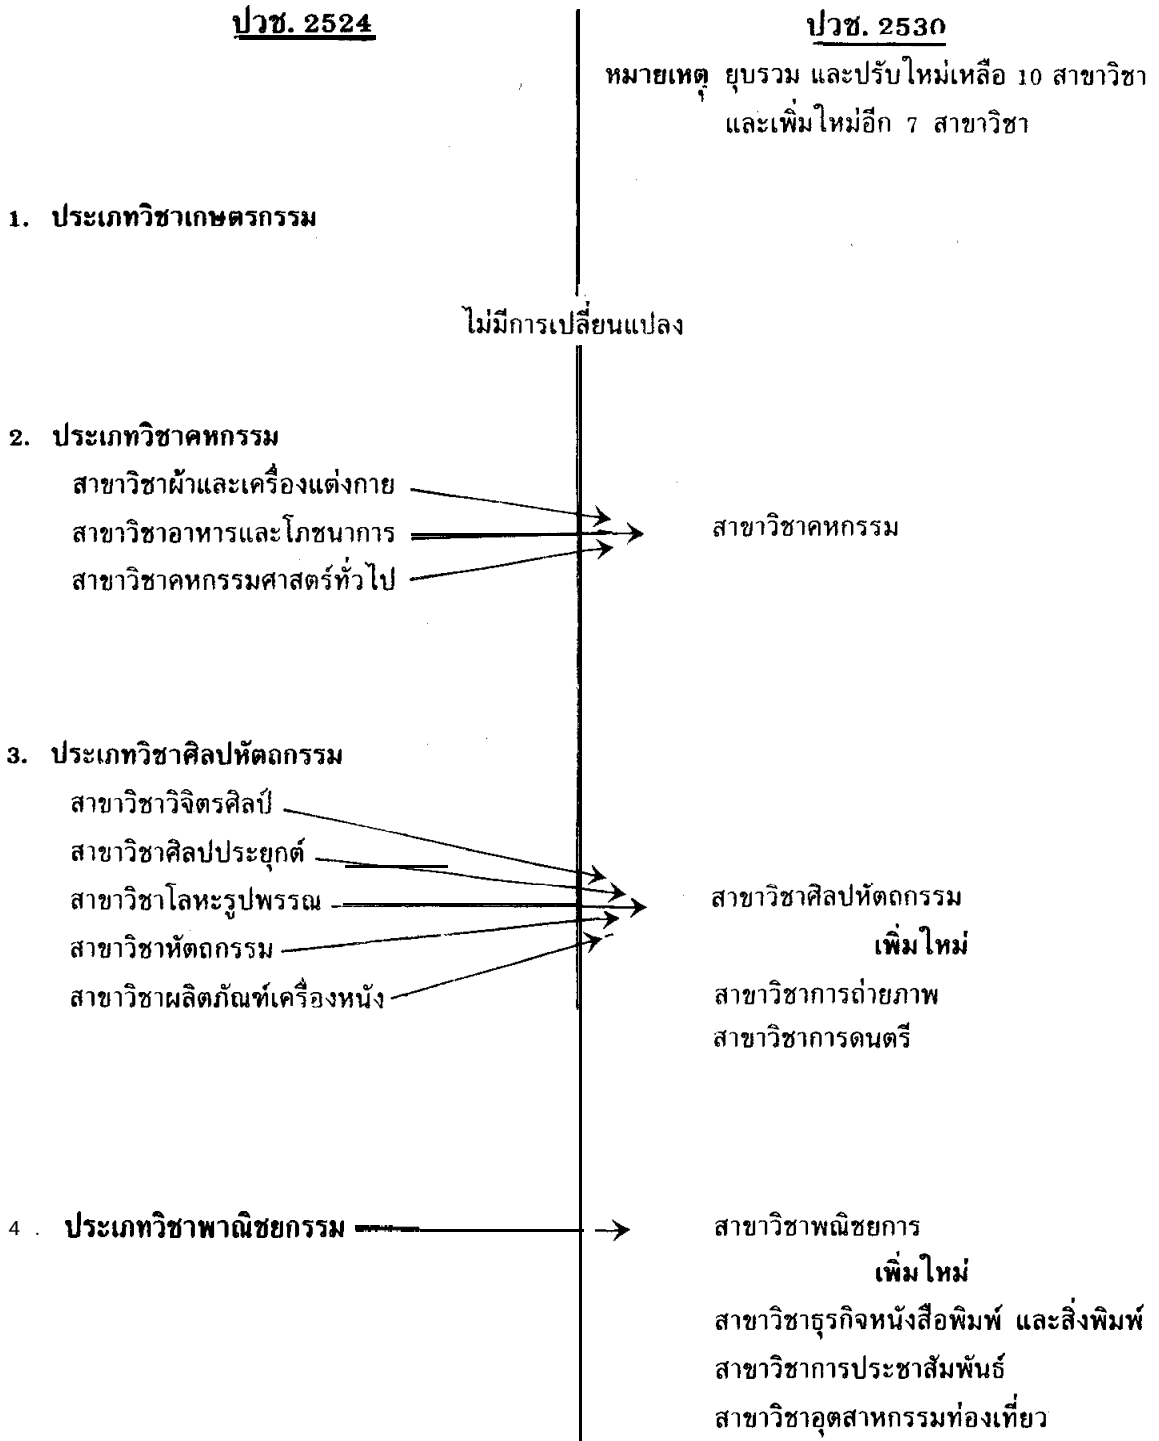 ปวช. 2524
ปวช. 2530
หมายเหตุ ยุบรวม และปรับใหม่เหลือ 10 สาขาวิชา
และเพิ่มใหม่อีก 7 สาขาวิชา
1. ประเภทวิชาเกษตรกรรม
ไม่มีการเปลี่ยนแปลง
2. ประเภทวิชาคหกรรม
สาขาวิชาผ้าและเครื่องแต่งกาย
สาขาวิชาอาหารและโภชนาการ
สาขาวิชาคหกรรมศาสตร์ทั่วไป
สาขาวิชาคหกรรม
3. ประเภทวิชาศิลปหัตถกรรม
สาขาวิชาวิจิตรศิลป์
สาขาวิชาศิลปประยุกต์
สาขาวิชาโลหะรูปพรรณ
สาขาวิชาหัตถกรรม
สาขาวิชาผลิตภัณฑ์เครื่องหนัง
สาขาวิชาศิลปหัตถกรรม
เพิ่มใหม่
สาขาวิชาการถ่ายภาพ
สาขาวิชาการดนตรี
4 . ประเภทวิชาพาณิชยกรรม
สาขาวิชาพณิชยการ
เพิ่มใหม่
สาขาวิชาธุรกิจหนังสือพิมพ์ และสิ่งพิมพ์
สาขาวิชาการประชาสัมพันธ์
สาขาวิชาอุตสาหกรรมท่องเที่ยว